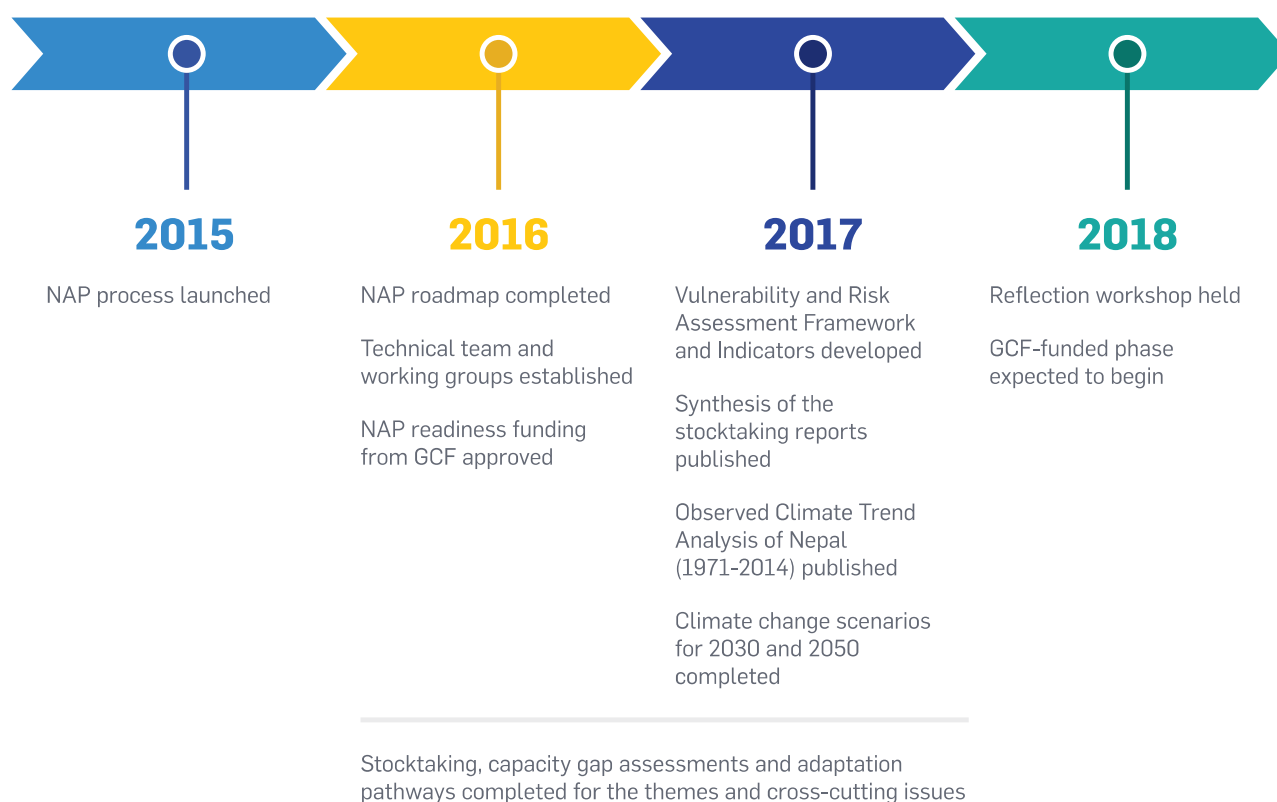 2015
NAP process launched
2016
NAP roadmap completed
Technical team and
working groups established
NAP readiness funding
from GCF approved
2017
Vulnerability and Risk
Assessment Framework
and Indicators developed
Synthesis of the
stocktaking reports
published
Observed Climate Trend
Analysis of Nepal
(1971-2014) published
Climate change scenarios
for 2030 and 2050
completed
2018
Reflection workshop held
GCF-funded phase
expected to begin
Stocktaking, capacity gap assessments and adaptation
pathways completed for the themes and cross-cutting issues